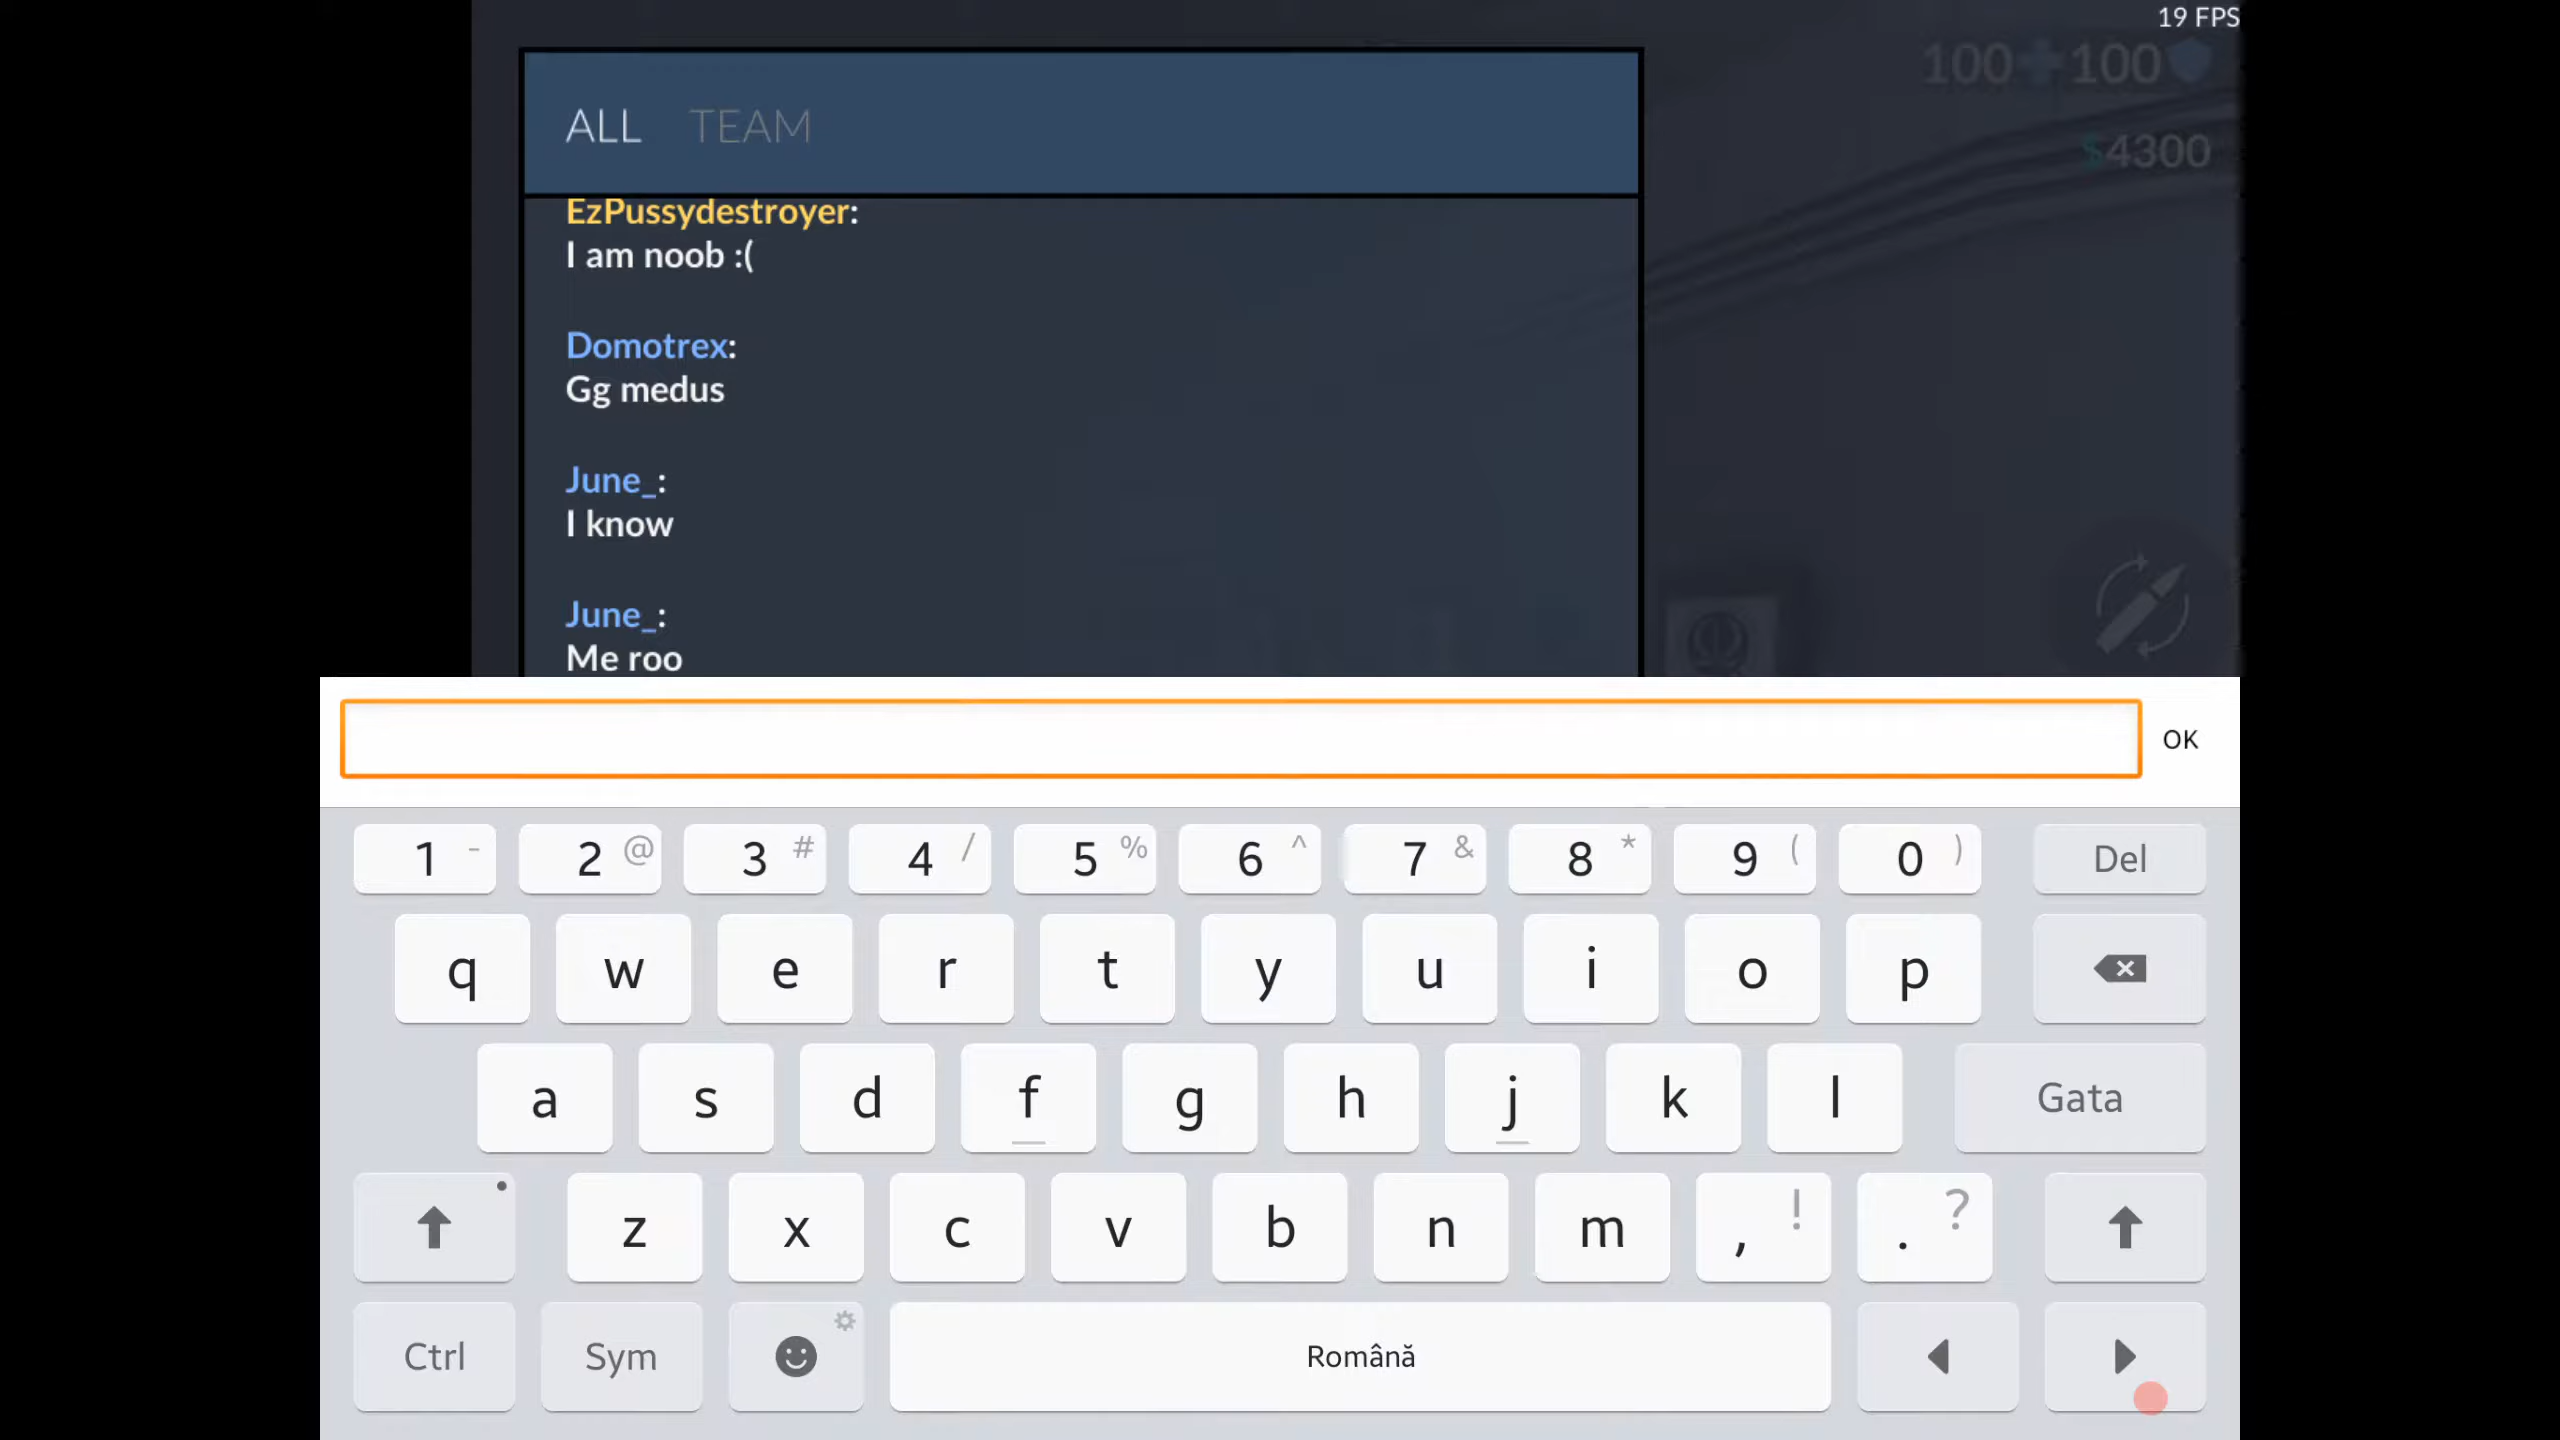 19 FPS
100 100
$4300
ALL TEAM
EzPussydestroyer:
I am noob :(
Domotrex:
Gg medus
June_:
I know
June_:
Me roo
OK
1 - 2 @ 3 # 4 / 5 % 6 ^ 7 & 8 * 9 ( 0 ) Del
q w e r t y u i o p
a s d f g h j k l Gata
z x c v b n m , ! . ?
Ctrl Sym Română